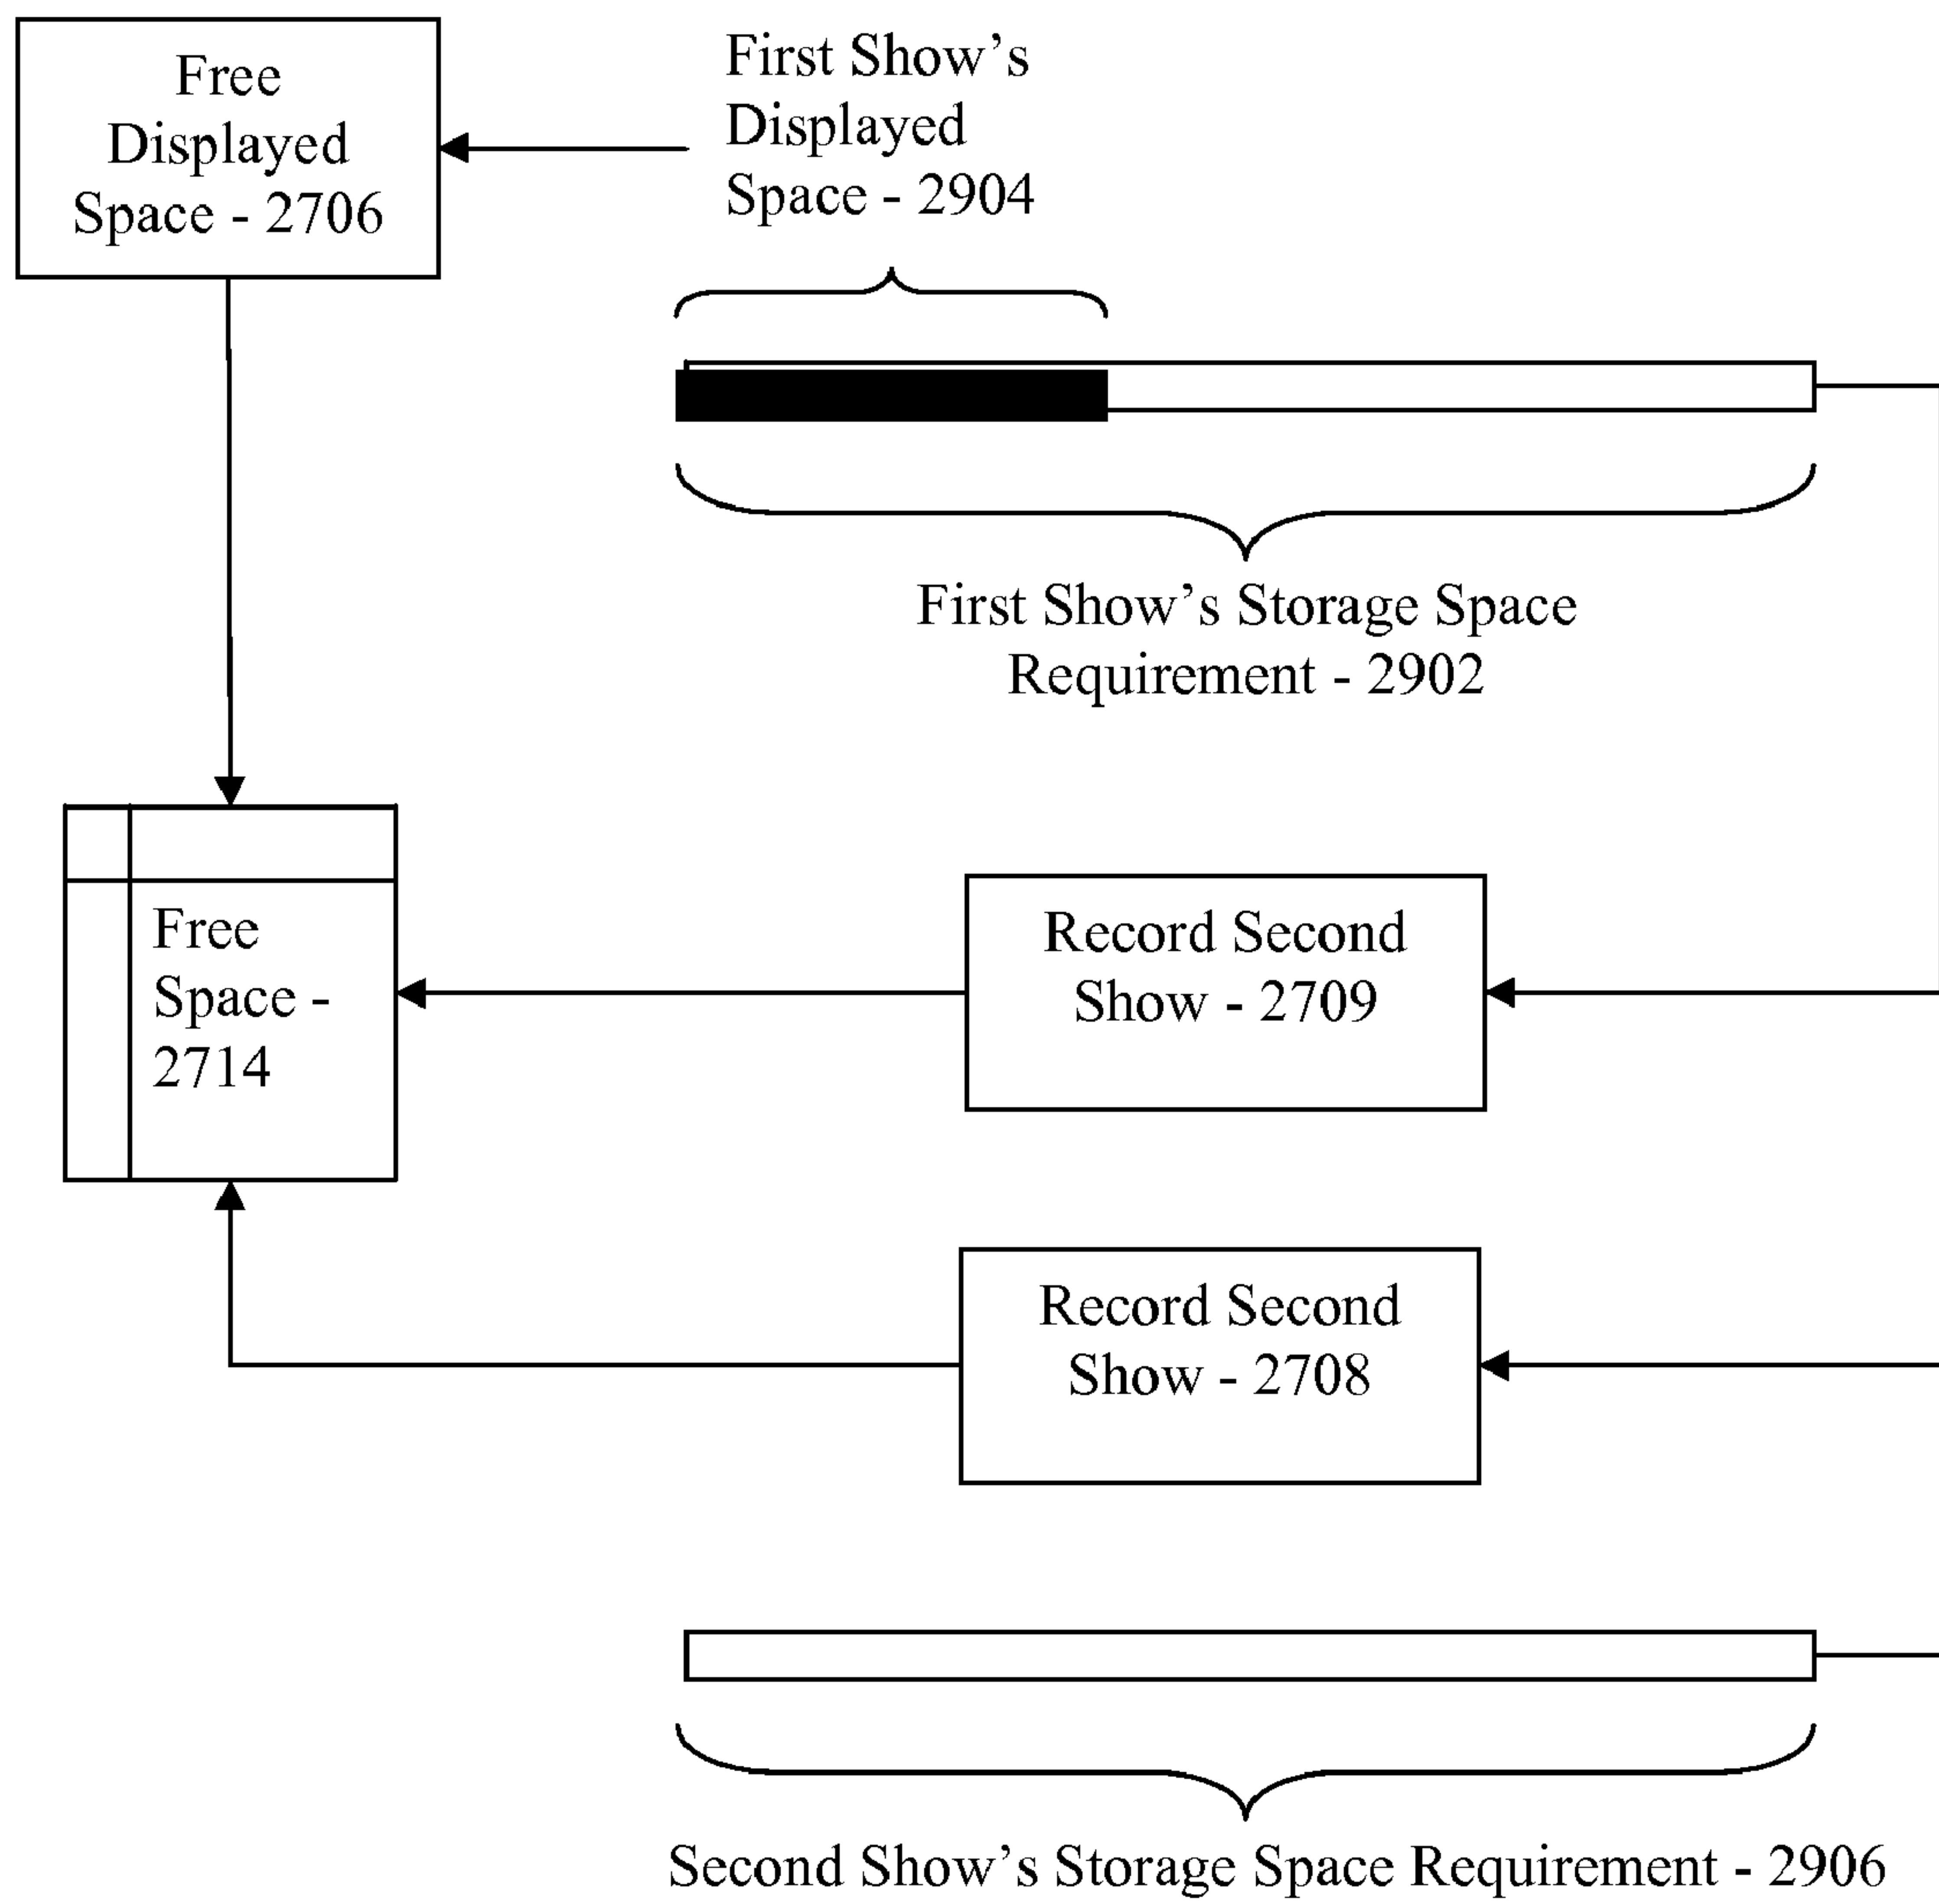 Free
Displayed
Space - 2706
First Show's
Displayed
Space - 2904
First Show's Storage Space
Requirement - 2902
Free
Space -
2714
Record Second
Show - 2709
Record Second
Show - 2708
Second Show's Storage Space Requirement - 2906